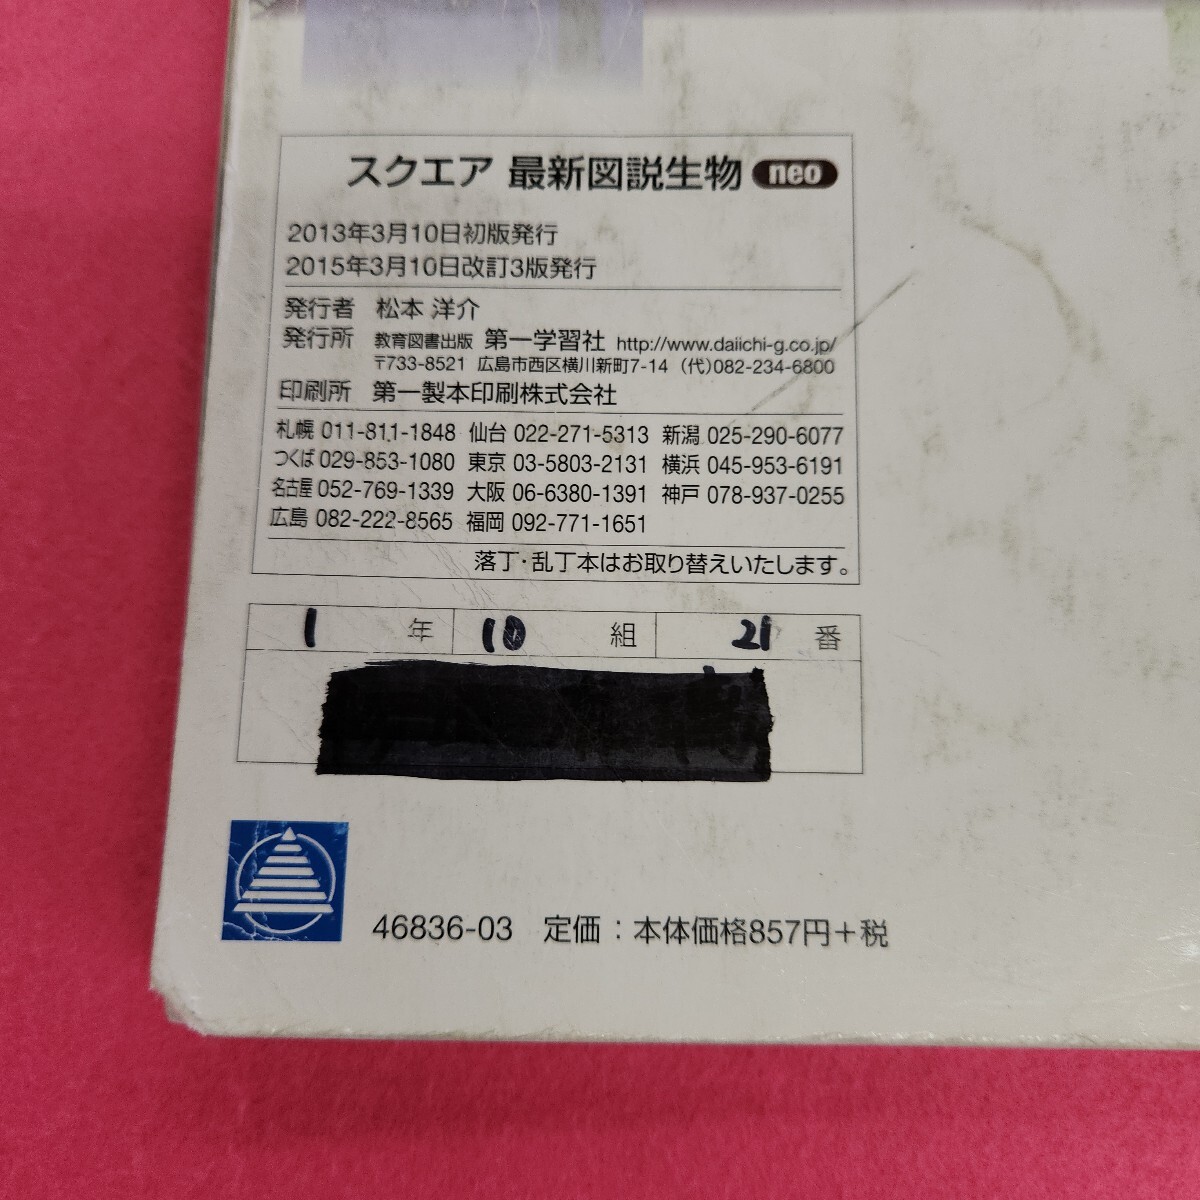 スクエア 最新図説生物 neo
2013年3月10日初版発行
2015年3月10日改訂3版発行
発行者 松本 洋介
発行所 教育図書出版 第一学習社 http://www.daiichi-g.co.jp/
〒733-8521 広島市西区横川新町7-14 (代)082-234-6800
印刷所 第一製本印刷株式会社
札幌 011-811-1848 仙台 022-271-5313 新潟 025-290-6077
つくば 029-853-1080 東京 03-5803-2131 横浜 045-953-6191
名古屋 052-769-1339 大阪 06-6380-1391 神戸 078-937-0255
広島 082-222-8565 福岡 092-771-1651
落丁・乱丁本はお取り替えいたします。
1 年 10 組 21 番
46836-03 定価：本体価格857円+税